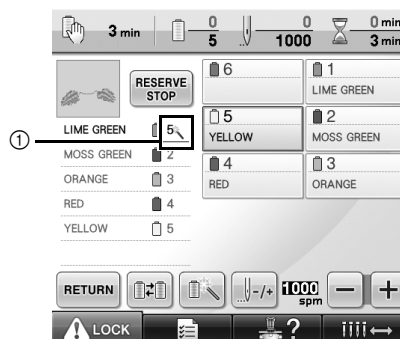 3 min 0 0 0 min
5 1000 3 min
RESERVE
STOP
6 1
LIME GREEN
5 2
YELLOW MOSS GREEN
4 3
RED ORANGE
①
LIME GREEN 5
MOSS GREEN 2
ORANGE 3
RED 4
YELLOW 5
RETURN -/+ 1000 spm − +
LOCK ?